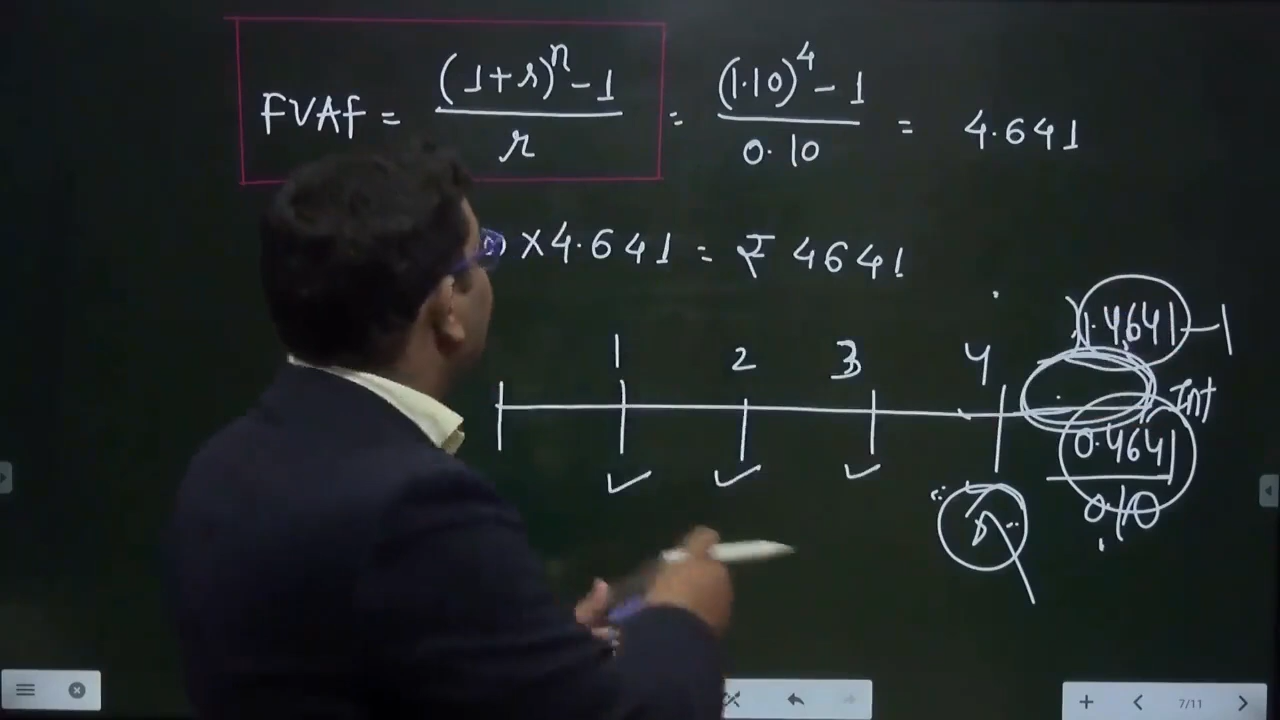 FVAf = (1+r)^n - 1 / r = (1.10)^4 - 1 / 0.10 = 4.641
0 X 4.641 = ₹ 4641
1 2 3 4
1.4641 - 1
Int
0.4641
0.10
7/11